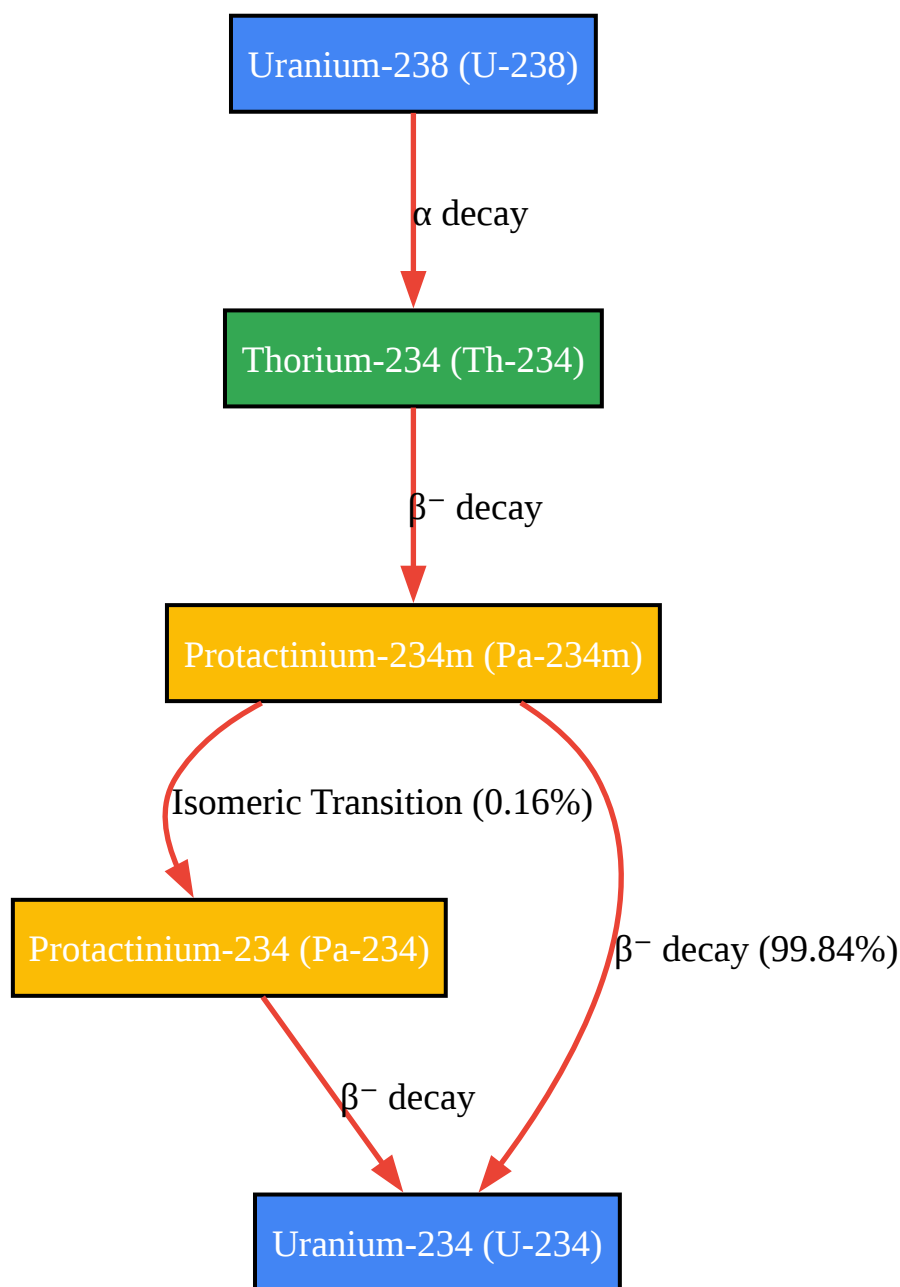 Uranium-238 (U-238)
α decay
Thorium-234 (Th-234)
β⁻ decay
Protactinium-234m (Pa-234m)
Isomeric Transition (0.16%)
Protactinium-234 (Pa-234)
β⁻ decay (99.84%)
β⁻ decay
Uranium-234 (U-234)